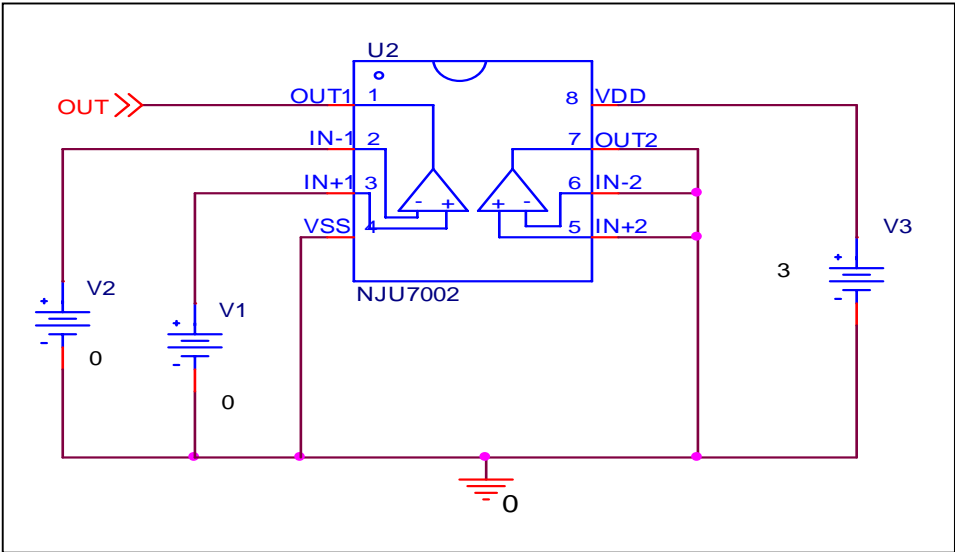 U2
OUT
OUT1 1
8 VDD
IN-1 2
7 OUT2
IN+1 3
6 IN-2
VSS 4
5 IN+2
- +
+ -
V3
+
3
-
NJU7002
V2
+
-
0
V1
+
-
0
0